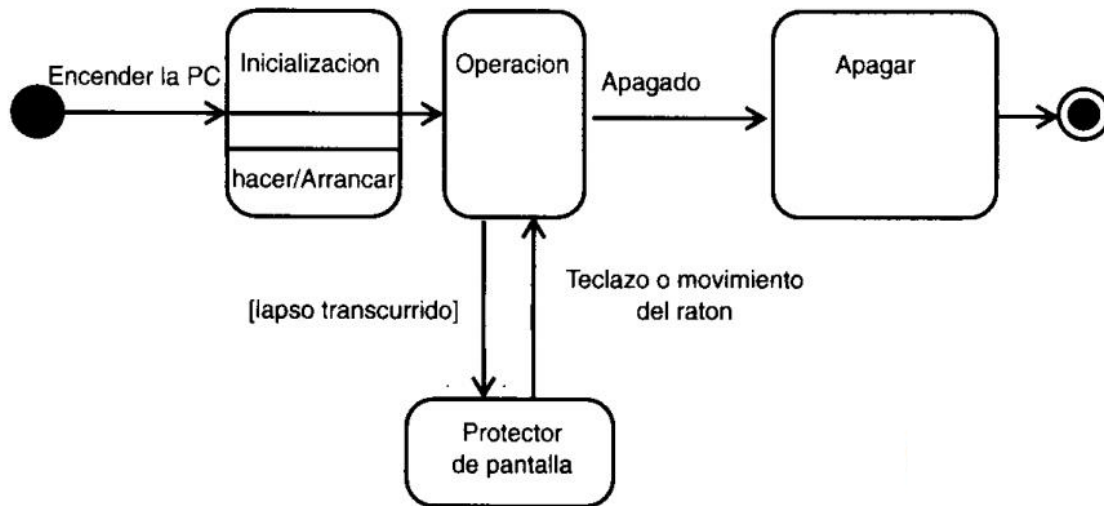 Encender la PC
Inicializacion
hacer/Arrancar
Operacion
Apagado
Apagar
[lapso transcurrido]
Teclazo o movimiento
del raton
Protector
de pantalla